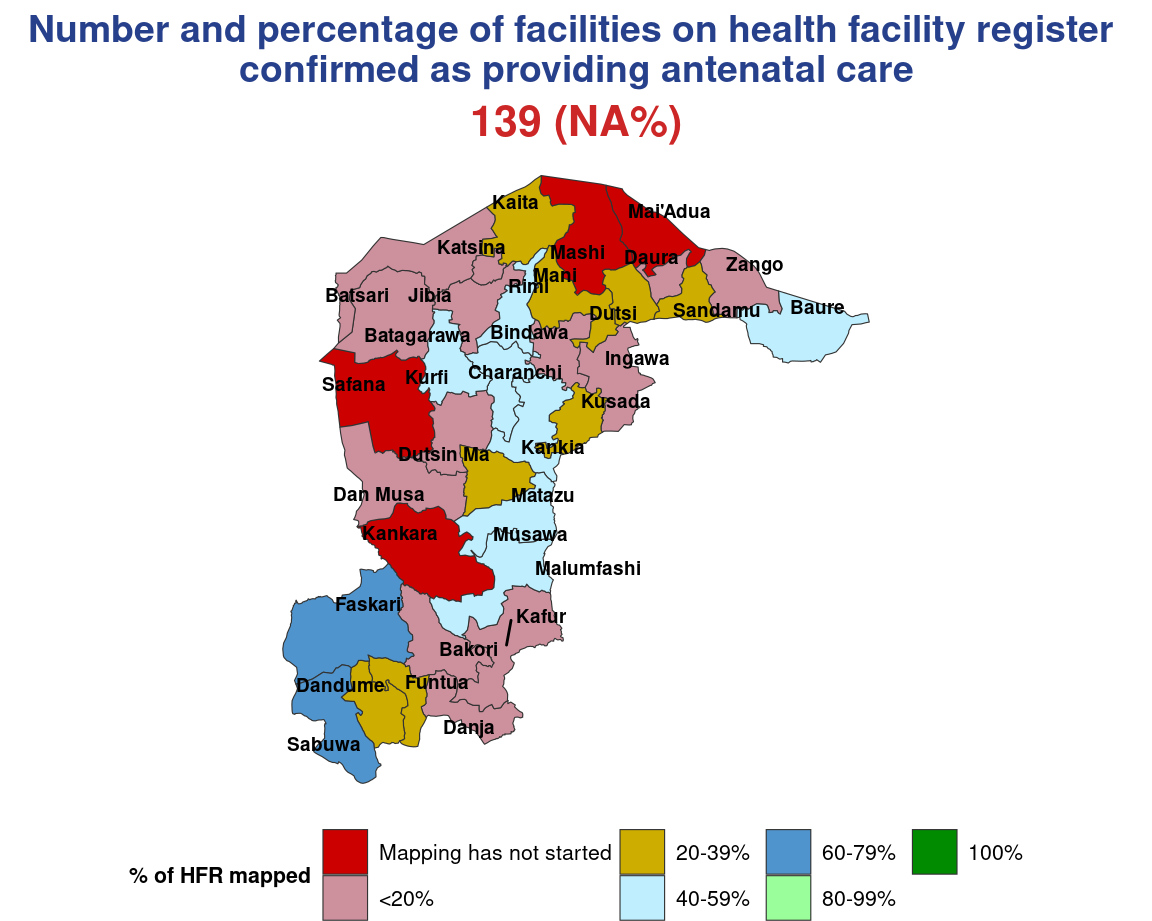 Number and percentage of facilities on health facility register
confirmed as providing antenatal care
139 (NA%)
Kaita
Mai'Adua
Katsina
Mashi
Daura
Zango
Mani
Rimi
Batsari
Jibia
Baure
Dutsi
Sandamu
Batagarawa
Bindawa
Ingawa
Charanchi
Kurfi
Safana
Kusada
Kankia
Dutsin Ma
Dan Musa
Matazu
Kankara
Musawa
Malumfashi
Faskari
Kafur
Bakori
Dandume
Funtua
Danja
Sabuwa
% of HFR mapped
Mapping has not started
<20%
20-39%
40-59%
60-79%
80-99%
100%